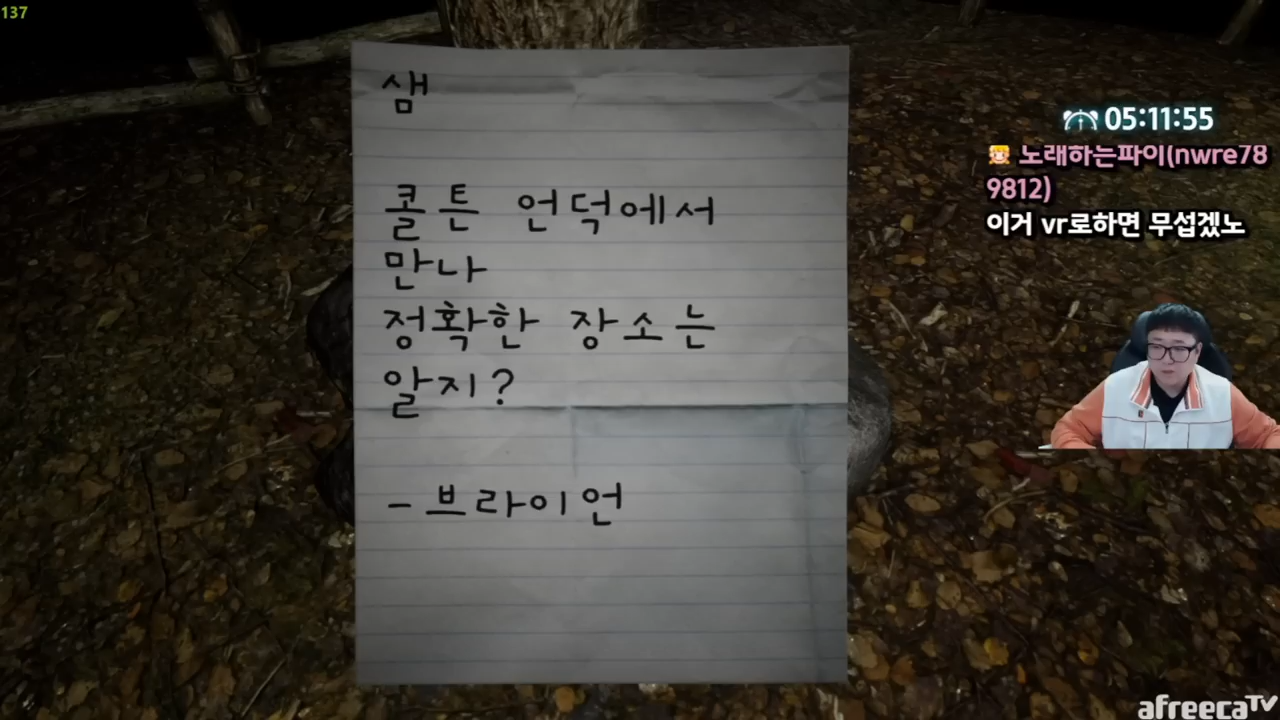 137
샘
콜튼 언덕에서
만나
정확한 장소는
알지?
- 브라이언
05:11:55
노래하는파이(nwre78
9812)
이거 vr로하면 무섭겠노
afreecaTV